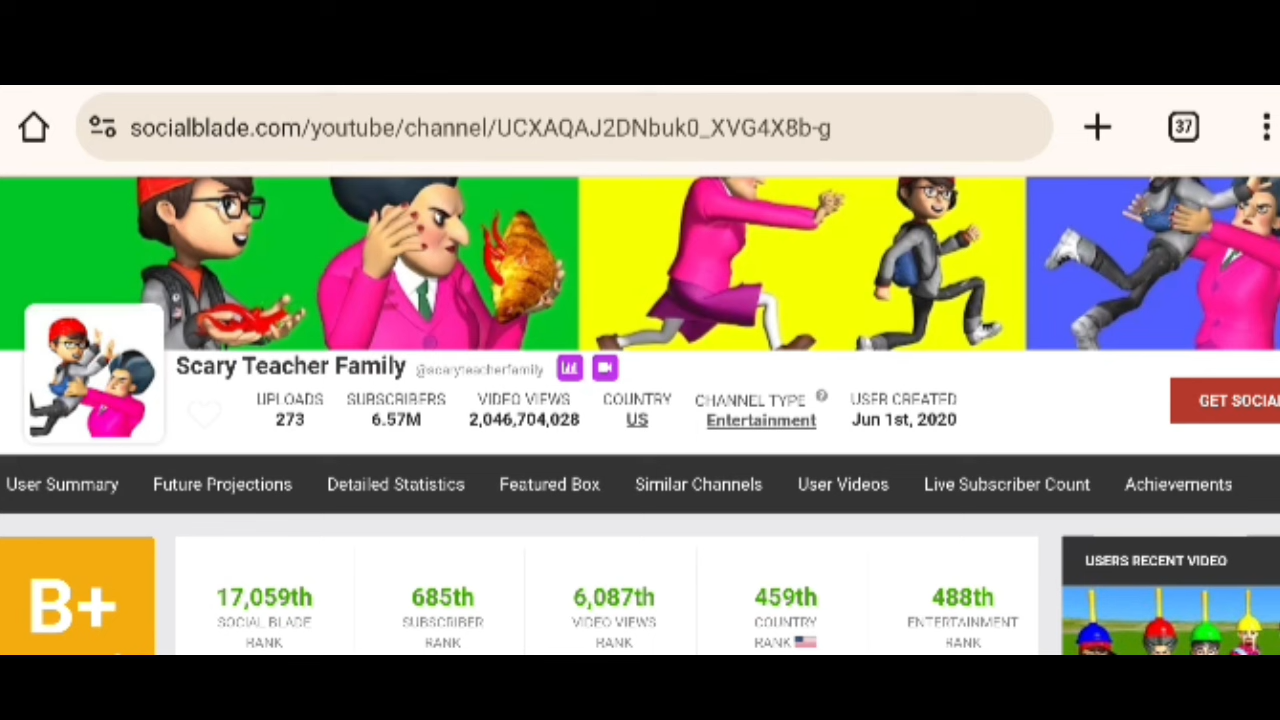 socialblade.com/youtube/channel/UCXAQAJ2DNbuk0_XVG4X8b-g
37
Scary Teacher Family @scaryteacherfamily
UPLOADS SUBSCRIBERS VIDEO VIEWS COUNTRY CHANNEL TYPE USER CREATED
273 6.57M 2,046,704,028 US Entertainment Jun 1st, 2020
GET SOCIA
User Summary Future Projections Detailed Statistics Featured Box Similar Channels User Videos Live Subscriber Count Achievements
B+
17,059th 685th 6,087th 459th 488th
SOCIAL BLADE SUBSCRIBER VIDEO VIEWS COUNTRY ENTERTAINMENT
RANK RANK RANK RANK RANK
USERS RECENT VIDEO